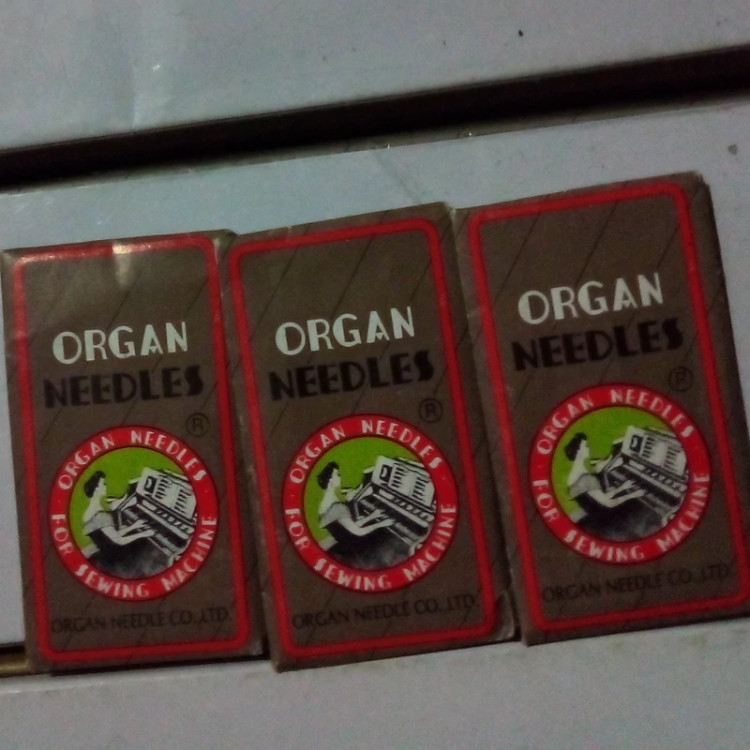 ORGAN
NEEDLES
®
ORGAN NEEDLES
FOR SEWING MACHINE
ORGAN NEEDLE CO.,LTD.
ORGAN
NEEDLES
®
ORGAN NEEDLES
FOR SEWING MACHINE
ORGAN NEEDLE CO.,LTD.
ORGAN
NEEDLES
®
ORGAN NEEDLES
FOR SEWING MACHINE
ORGAN NEEDLE CO.,LTD.